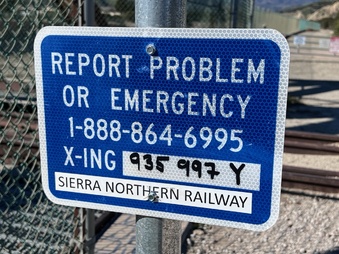 REPORT PROBLEM
OR EMERGENCY
1-888-864-6995
X-ING 935 997 Y
SIERRA NORTHERN RAILWAY